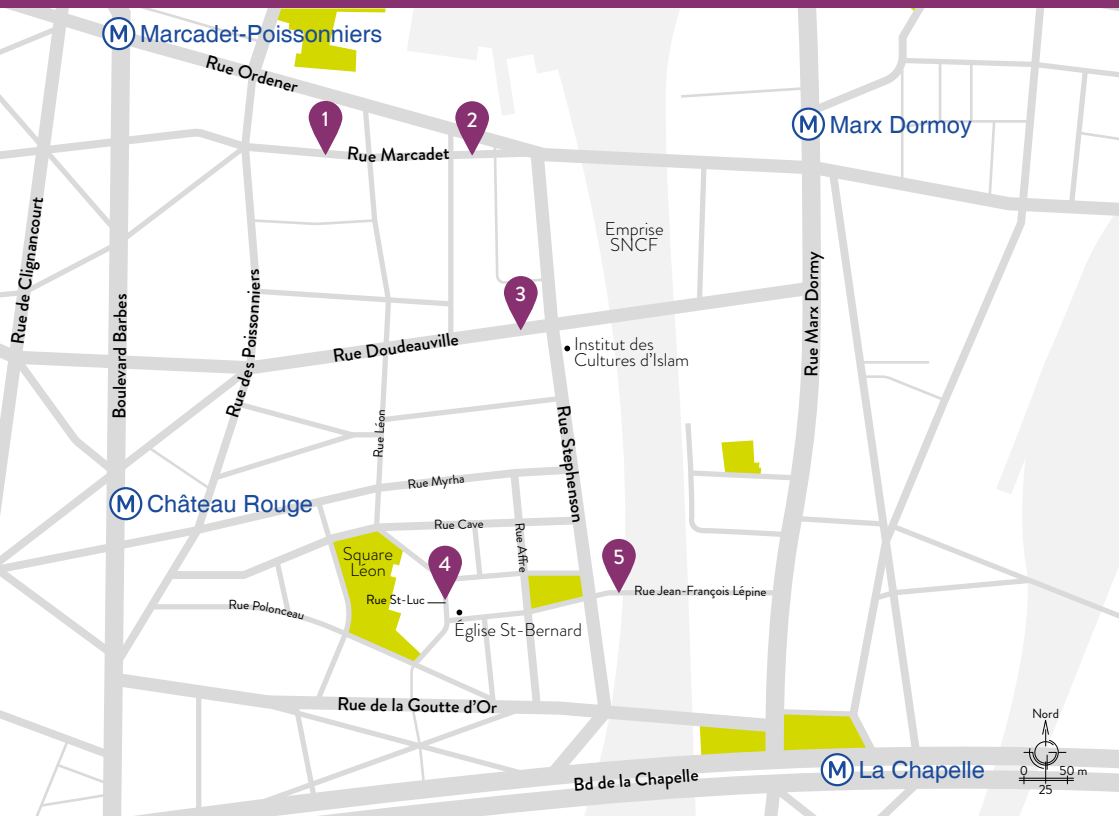 M Marcadet-Poissonniers
Rue Ordener
1
2
M Marx Dormoy
Rue Marcadet
Rue de Clignancourt
Emprise
SNCF
Boulevard Barbes
Rue des Poissonniers
3
Rue Marx Dormy
Rue Doudeauville
Institut des
Cultures d'Islam
Rue Léon
Rue Stephenson
Rue Myrha
M Château Rouge
Rue Cave
Rue Affre
Square
Léon
4
5
Rue St-Luc
Rue Jean-François Lépine
Rue Polonceau
Église St-Bernard
Rue de la Goutte d'Or
Nord
M La Chapelle
0 50 m
25
Bd de la Chapelle